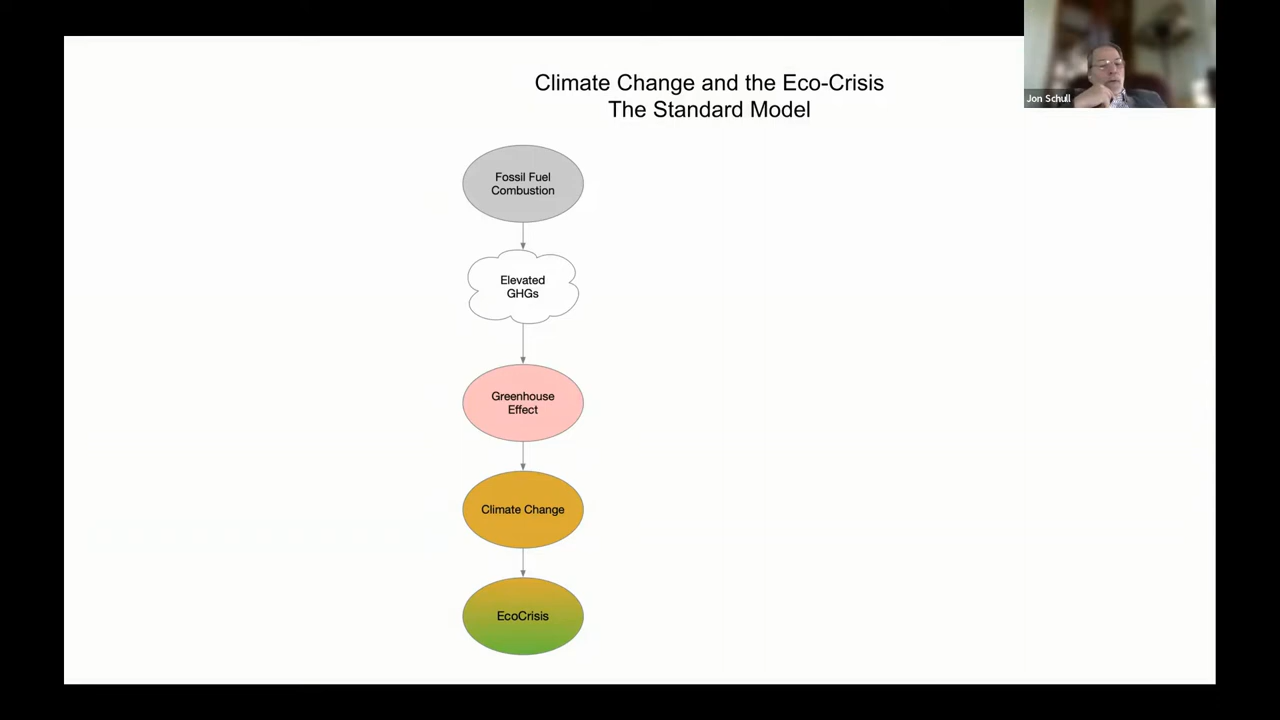 Climate Change and the Eco-Crisis
The Standard Model
Jon Schull
Fossil Fuel
Combustion
Elevated
GHGs
Greenhouse
Effect
Climate Change
EcoCrisis